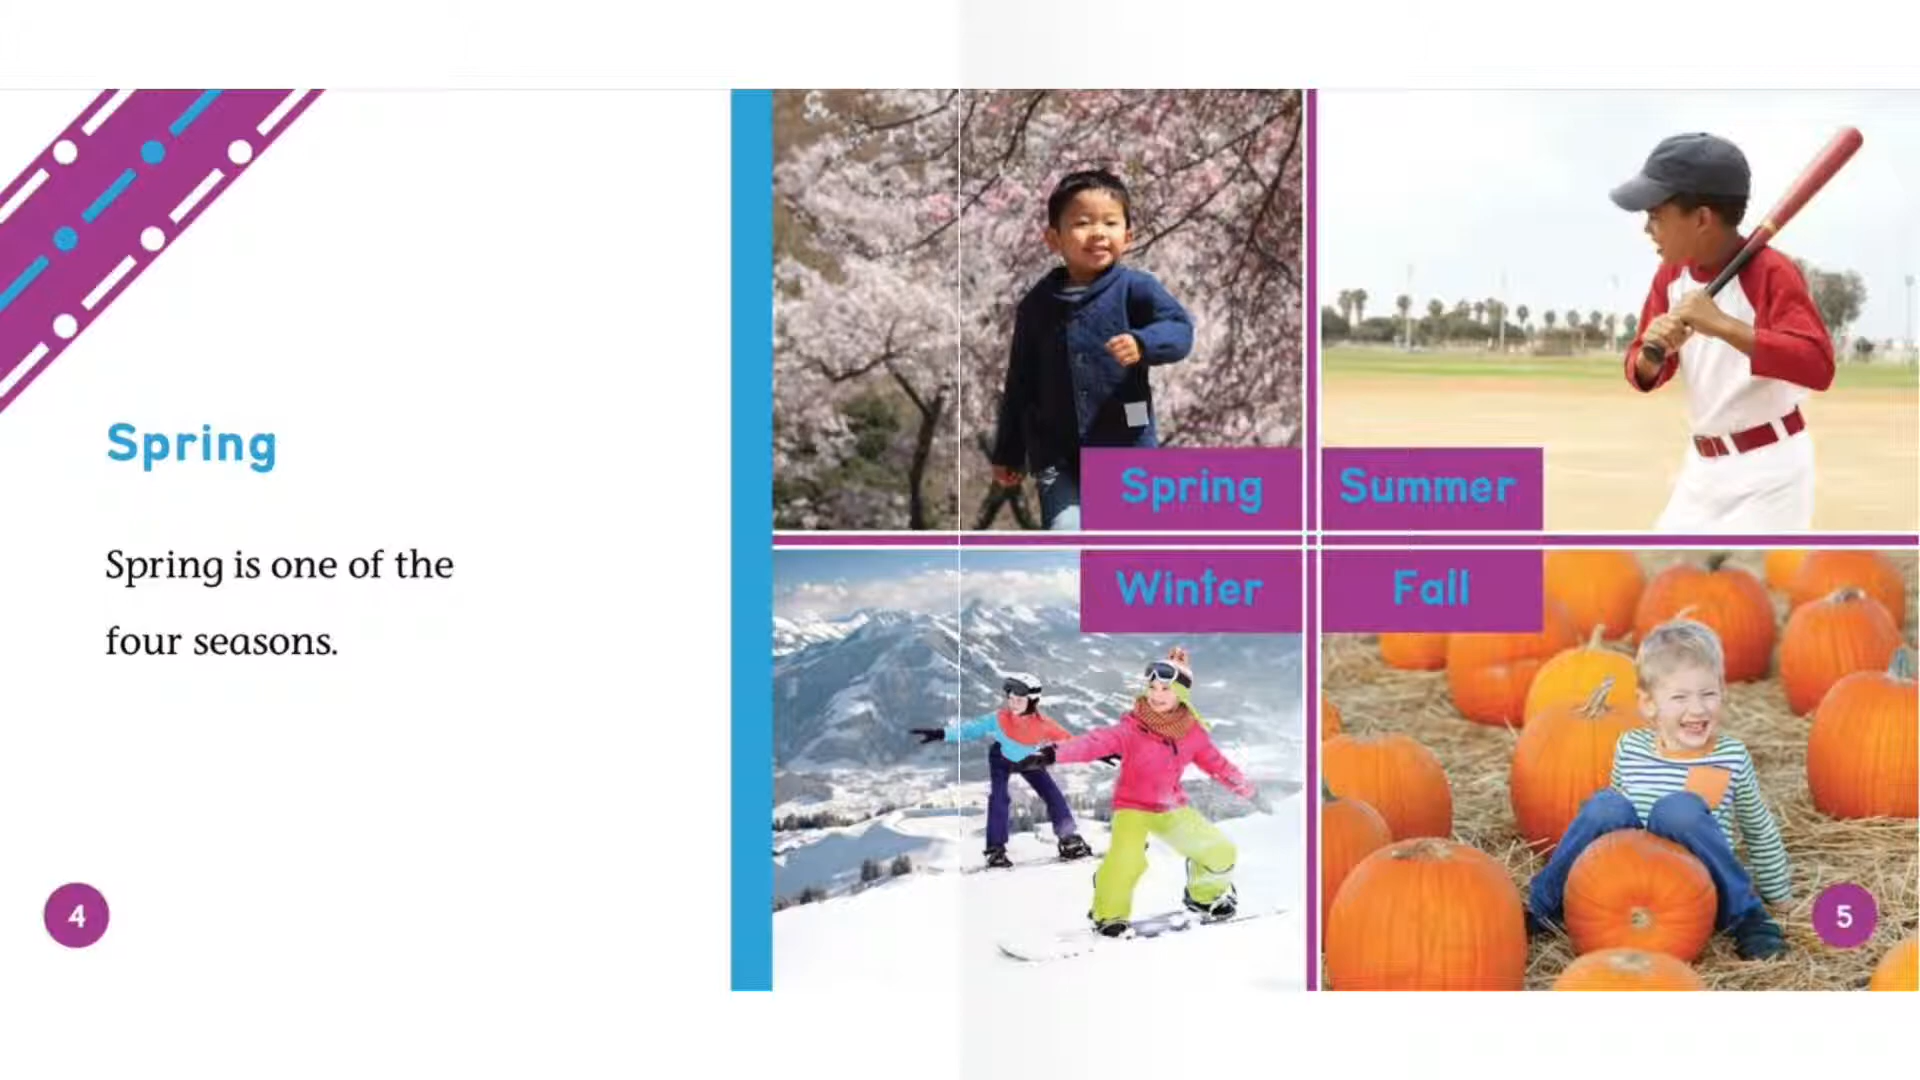 Spring
Spring is one of the
four seasons.
4
Spring
Summer
Winter
Fall
5